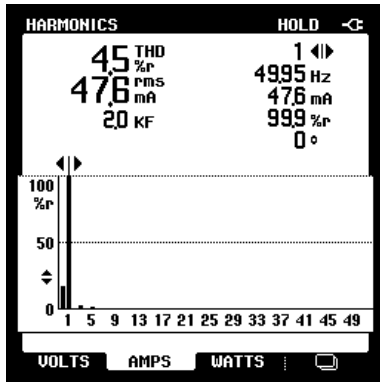 HARMONICS HOLD
4.5 THD %r
47.6 rms mA
2.0 KF
1
49.95 Hz
47.6 mA
99.9 %r
0 °
100
%r
50
0
1 5 9 13 17 21 25 29 33 37 41 45 49
VOLTS AMPS WATTS